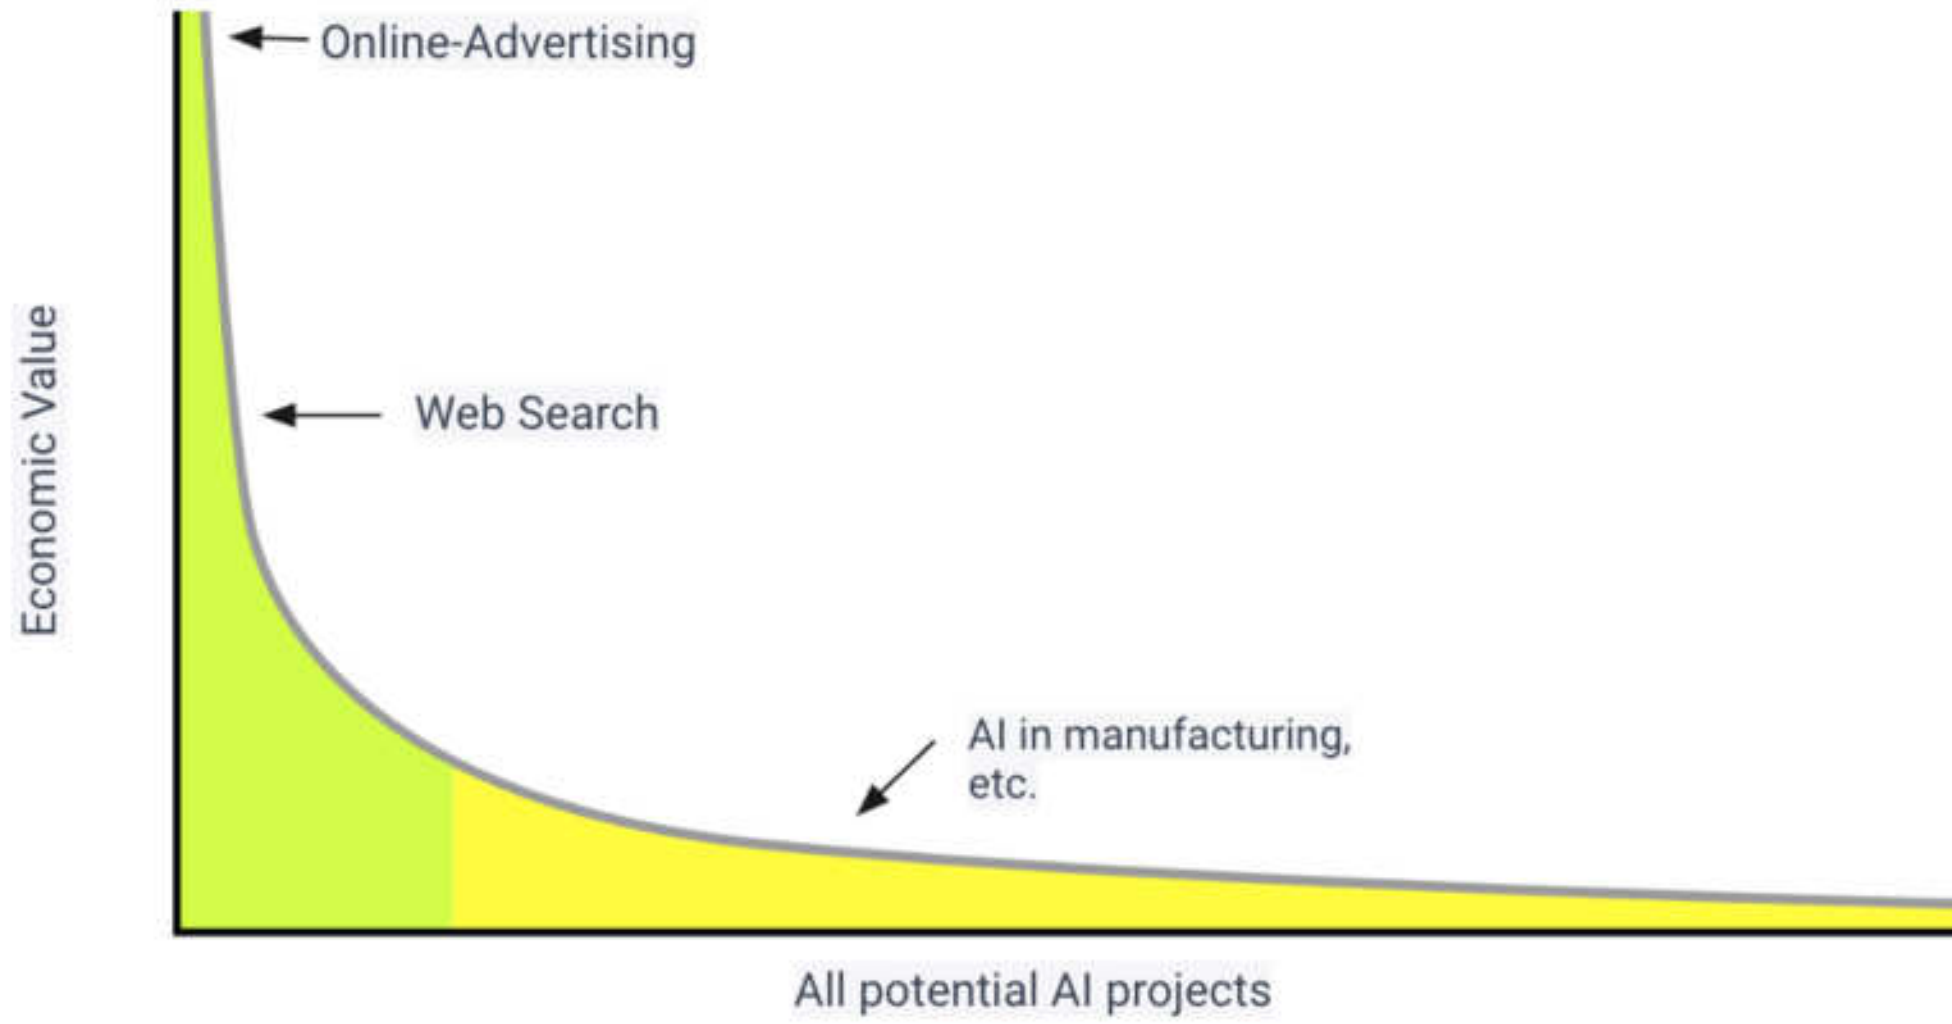 Online-Advertising
Economic Value
Web Search
AI in manufacturing,
etc.
All potential AI projects